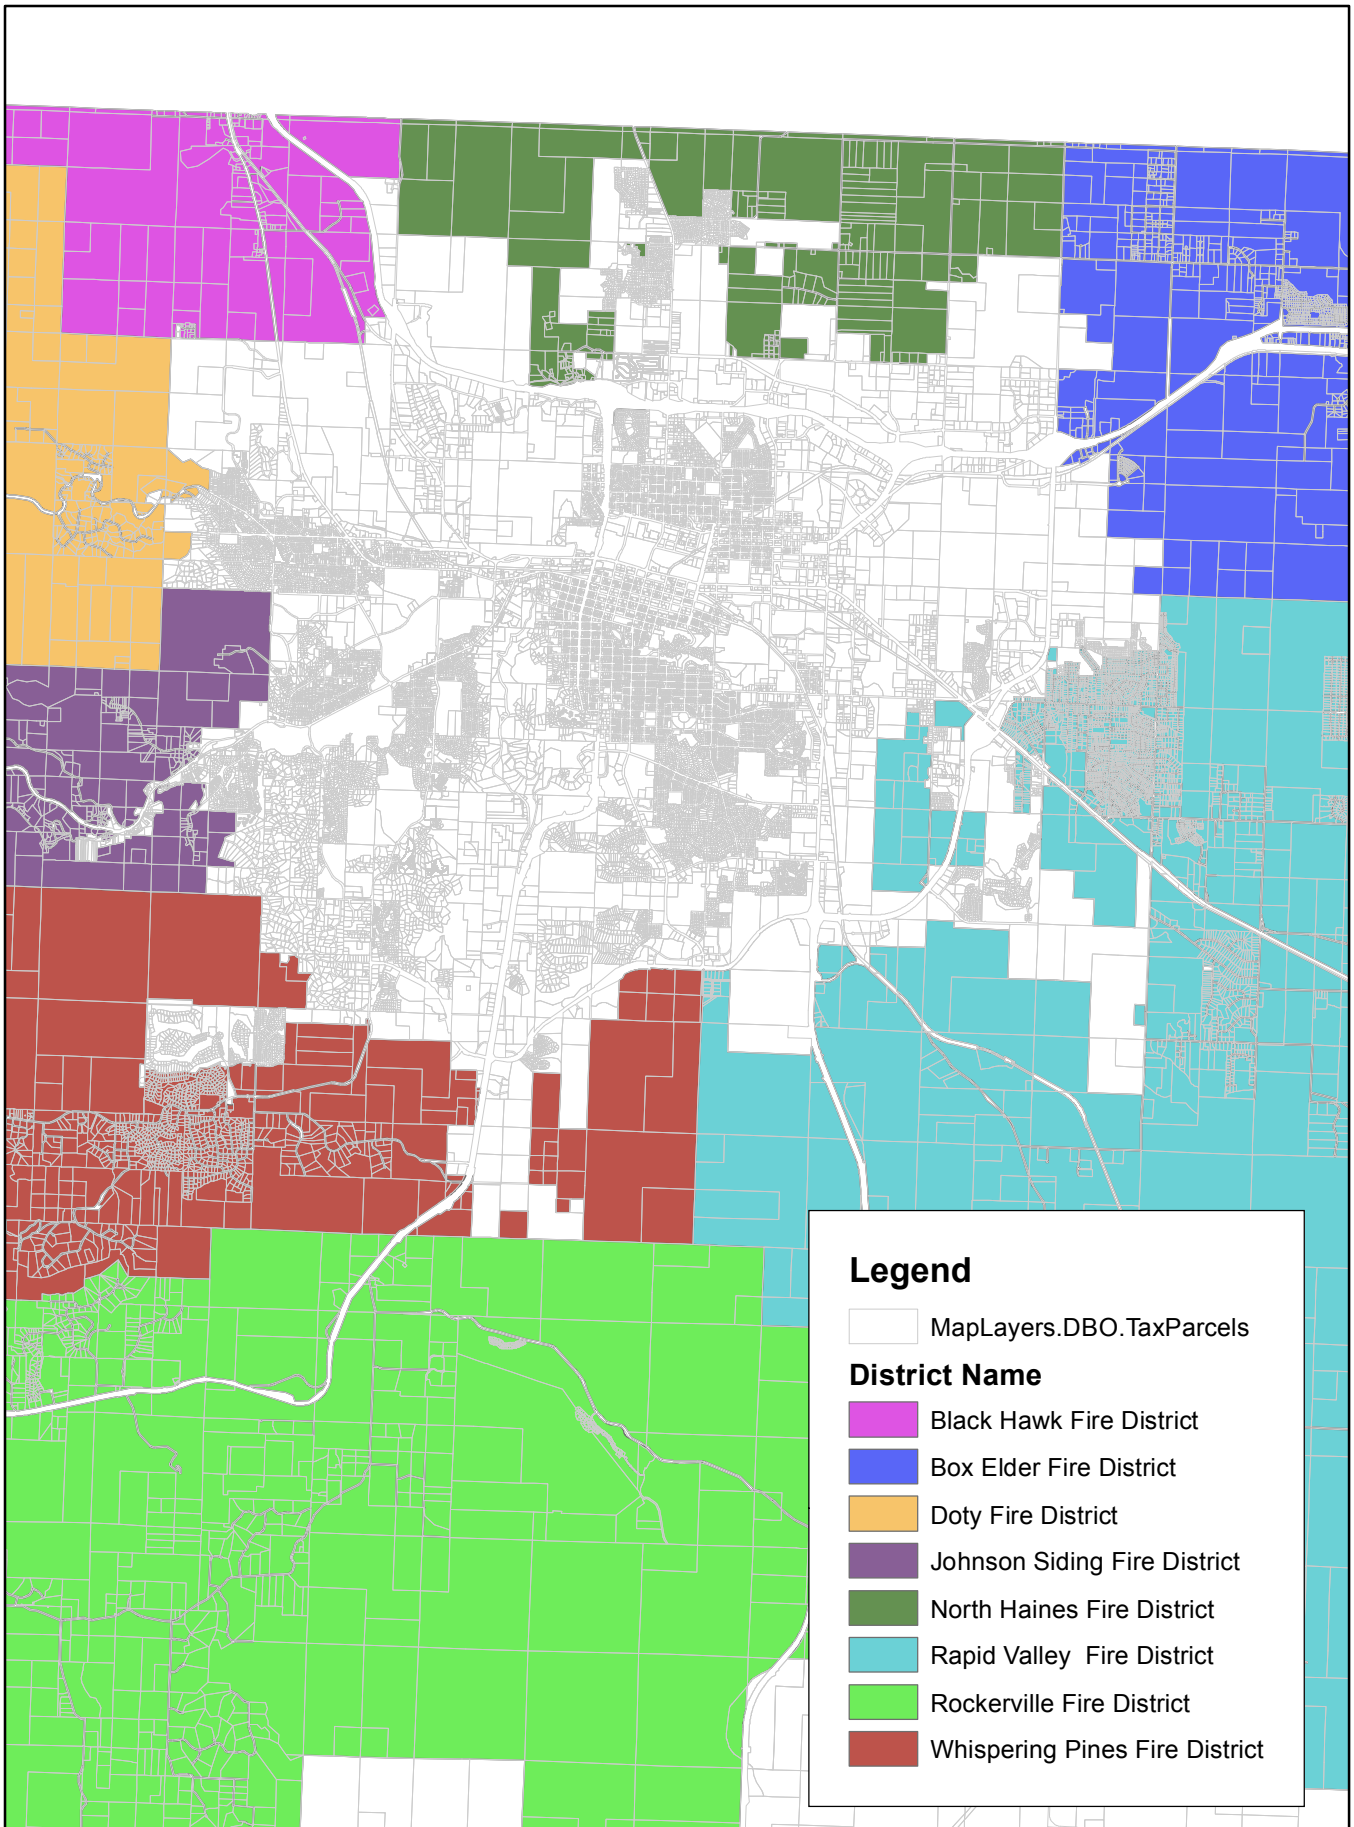 Legend
MapLayers.DBO.TaxParcels
District Name
Black Hawk Fire District
Box Elder Fire District
Doty Fire District
Johnson Siding Fire District
North Haines Fire District
Rapid Valley  Fire District
Rockerville Fire District
Whispering Pines Fire District